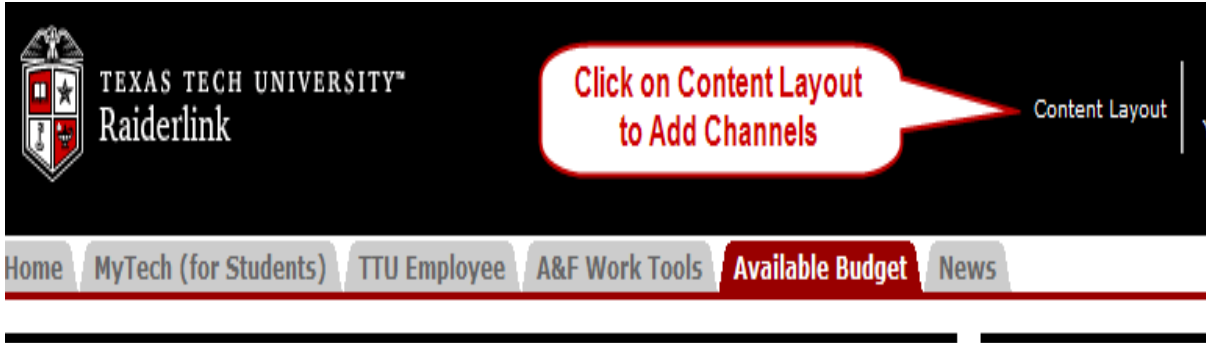 TEXAS TECH UNIVERSITY™
Raiderlink
Click on Content Layout
to Add Channels
Content Layout
Home MyTech (for Students) TTU Employee A&F Work Tools Available Budget News